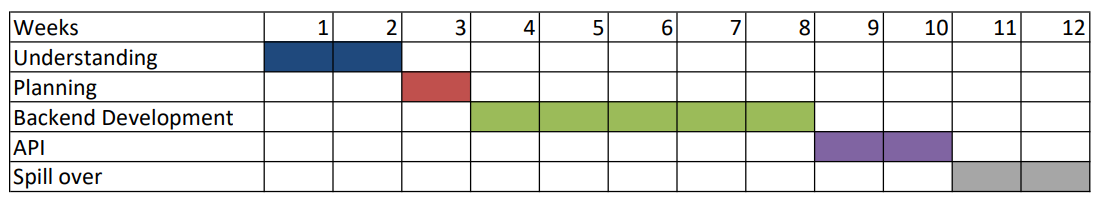 Weeks 1 2 3 4 5 6 7 8 9 10 11 12
Understanding
Planning
Backend Development
API
Spill over